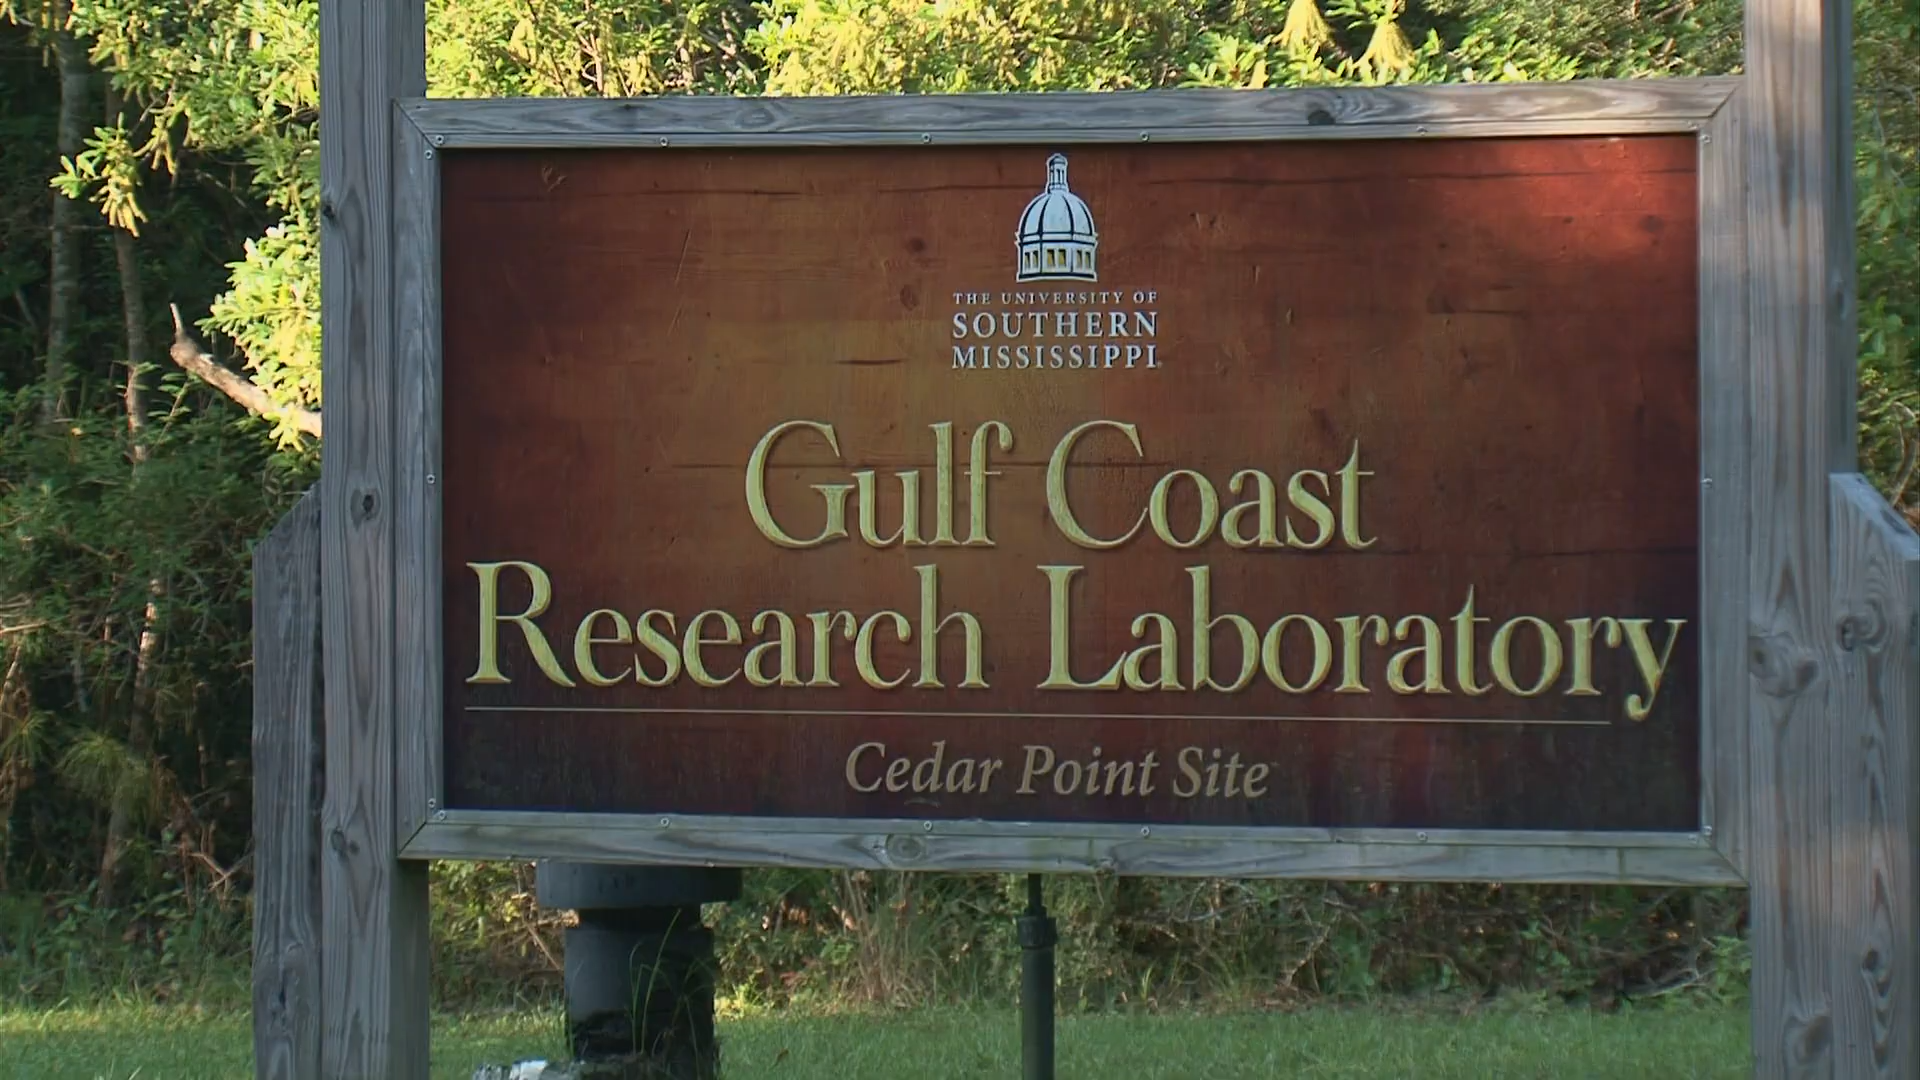 THE UNIVERSITY OF
SOUTHERN
MISSISSIPPI
Gulf Coast
Research Laboratory
Cedar Point Site